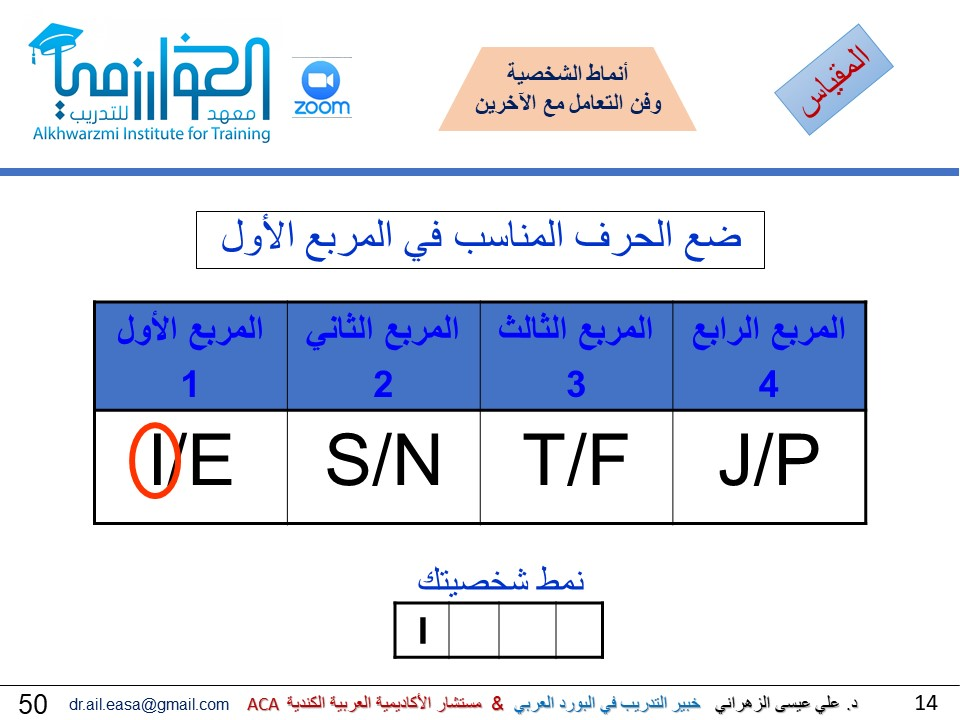 الخوارزمي
معهد للتدريب
Alkhwarzmi Institute for Training
zoom
أنماط الشخصية
وفن التعامل مع الآخرين
المقياس
ضع الحرف المناسب في المربع الأول
المربع الأول المربع الثاني المربع الثالث المربع الرابع
1 2 3 4
I/E S/N T/F J/P
نمط شخصيتك
I
50 dr.ail.easa@gmail.com د. علي عيسى الزهراني خبير التدريب في البورد العربي & مستشار الأكاديمية العربية الكندية ACA 14